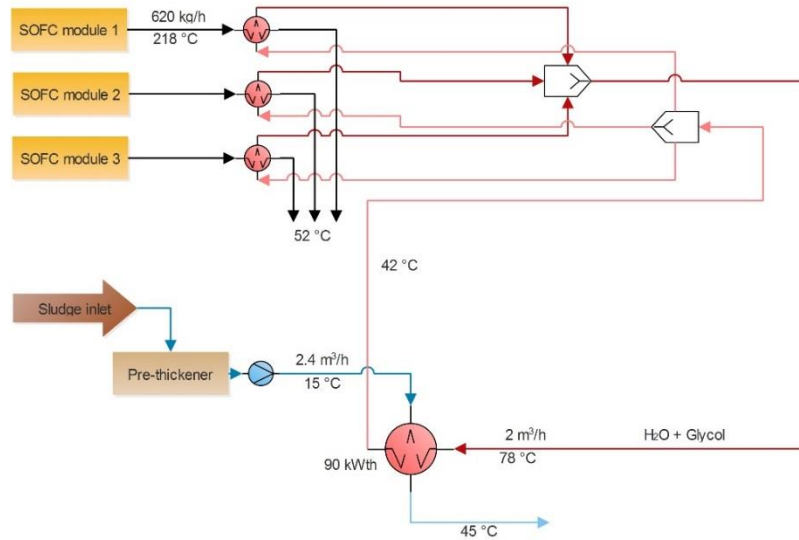 SOFC module 1
620 kg/h
218 °C
SOFC module 2
SOFC module 3
52 °C
42 °C
Sludge inlet
Pre-thickener
2.4 m³/h
15 °C
90 kWth
2 m³/h
78 °C
H₂O + Glycol
45 °C